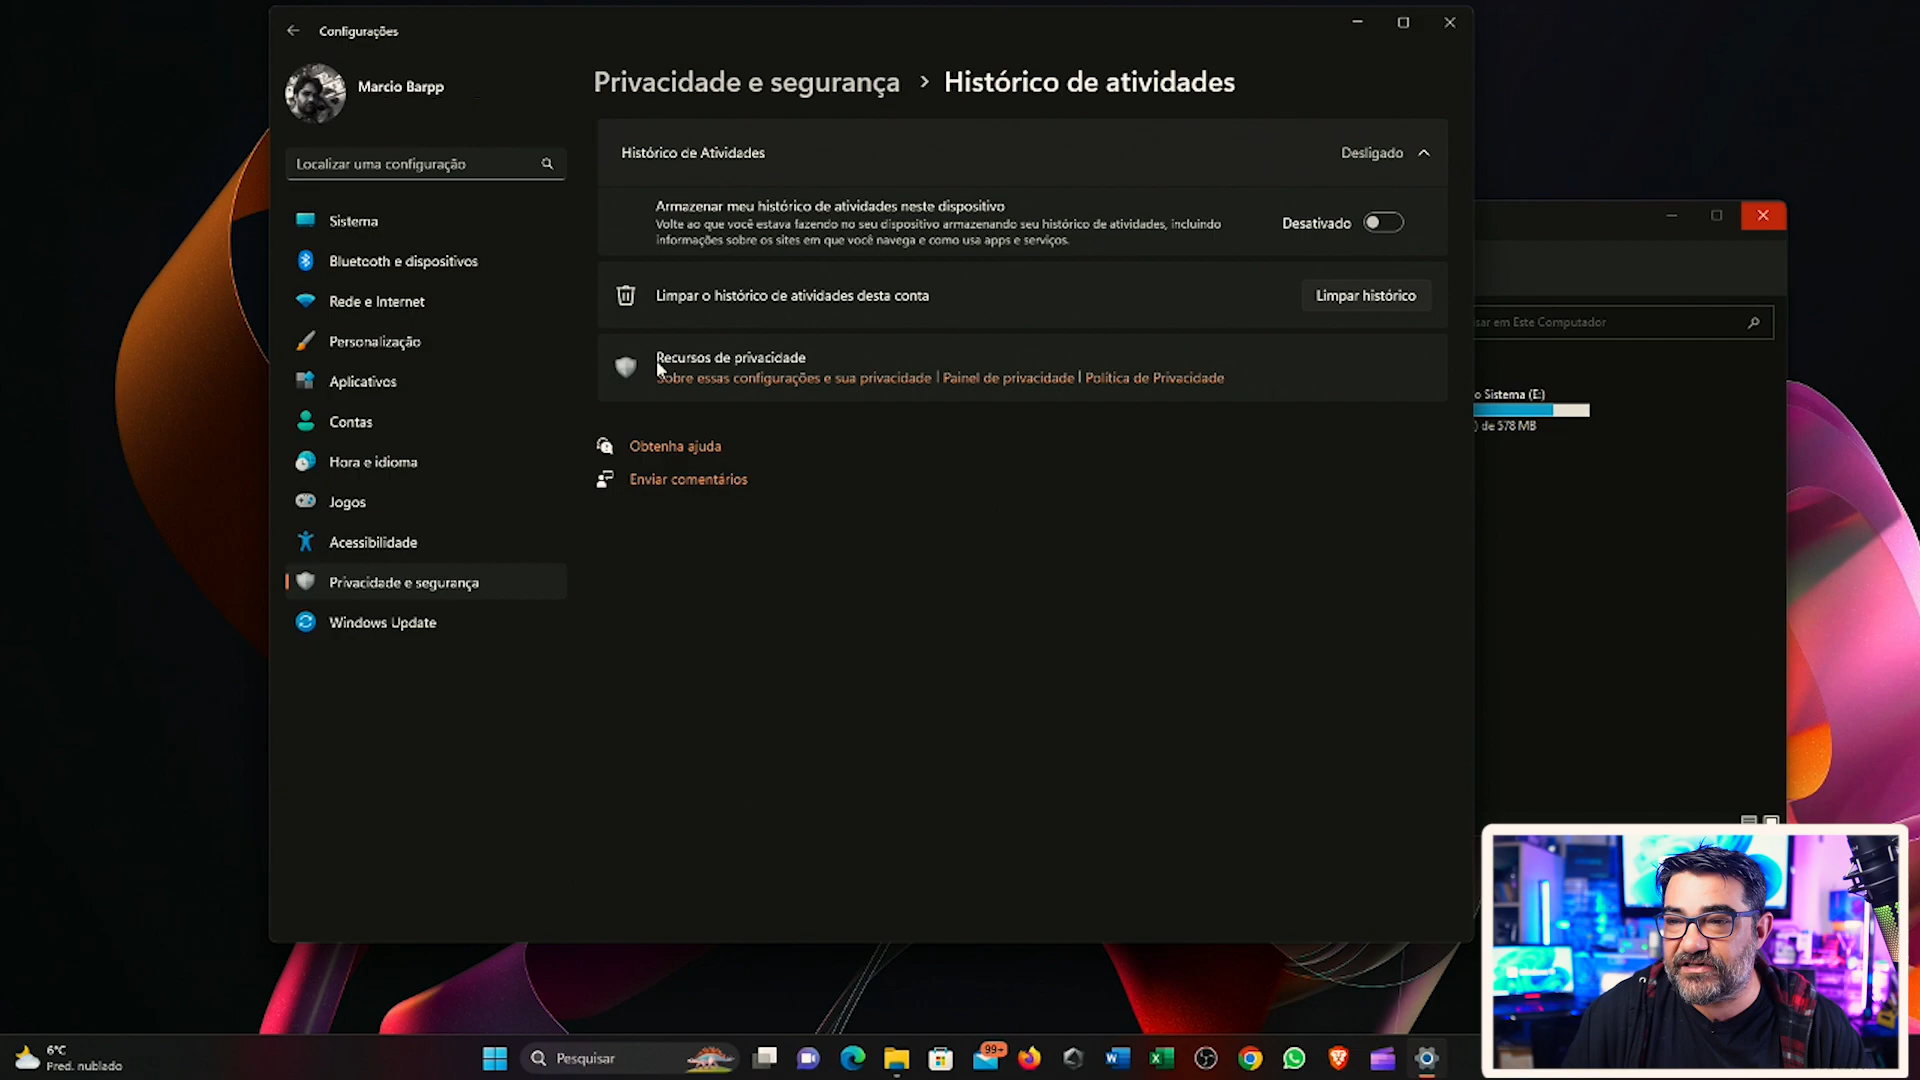 Configurações
Marcio Barpp
Localizar uma configuração
Sistema
Bluetooth e dispositivos
Rede e Internet
Personalização
Aplicativos
Contas
Hora e idioma
Jogos
Acessibilidade
Privacidade e segurança
Windows Update
Privacidade e segurança > Histórico de atividades
Histórico de Atividades
Desligado
Armazenar meu histórico de atividades neste dispositivo
Volte ao que você estava fazendo no seu dispositivo armazenando seu histórico de atividades, incluindo
informações sobre os sites em que você navega e como usa apps e serviços.
Desativado
Limpar o histórico de atividades desta conta
Limpar histórico
Recursos de privacidade
Sobre essas configurações e sua privacidade | Painel de privacidade | Política de Privacidade
Obtenha ajuda
Enviar comentários
sar em Este Computador
o Sistema (E:)
) de 578 MB
6°C
Pred. nublado
Pesquisar
99+